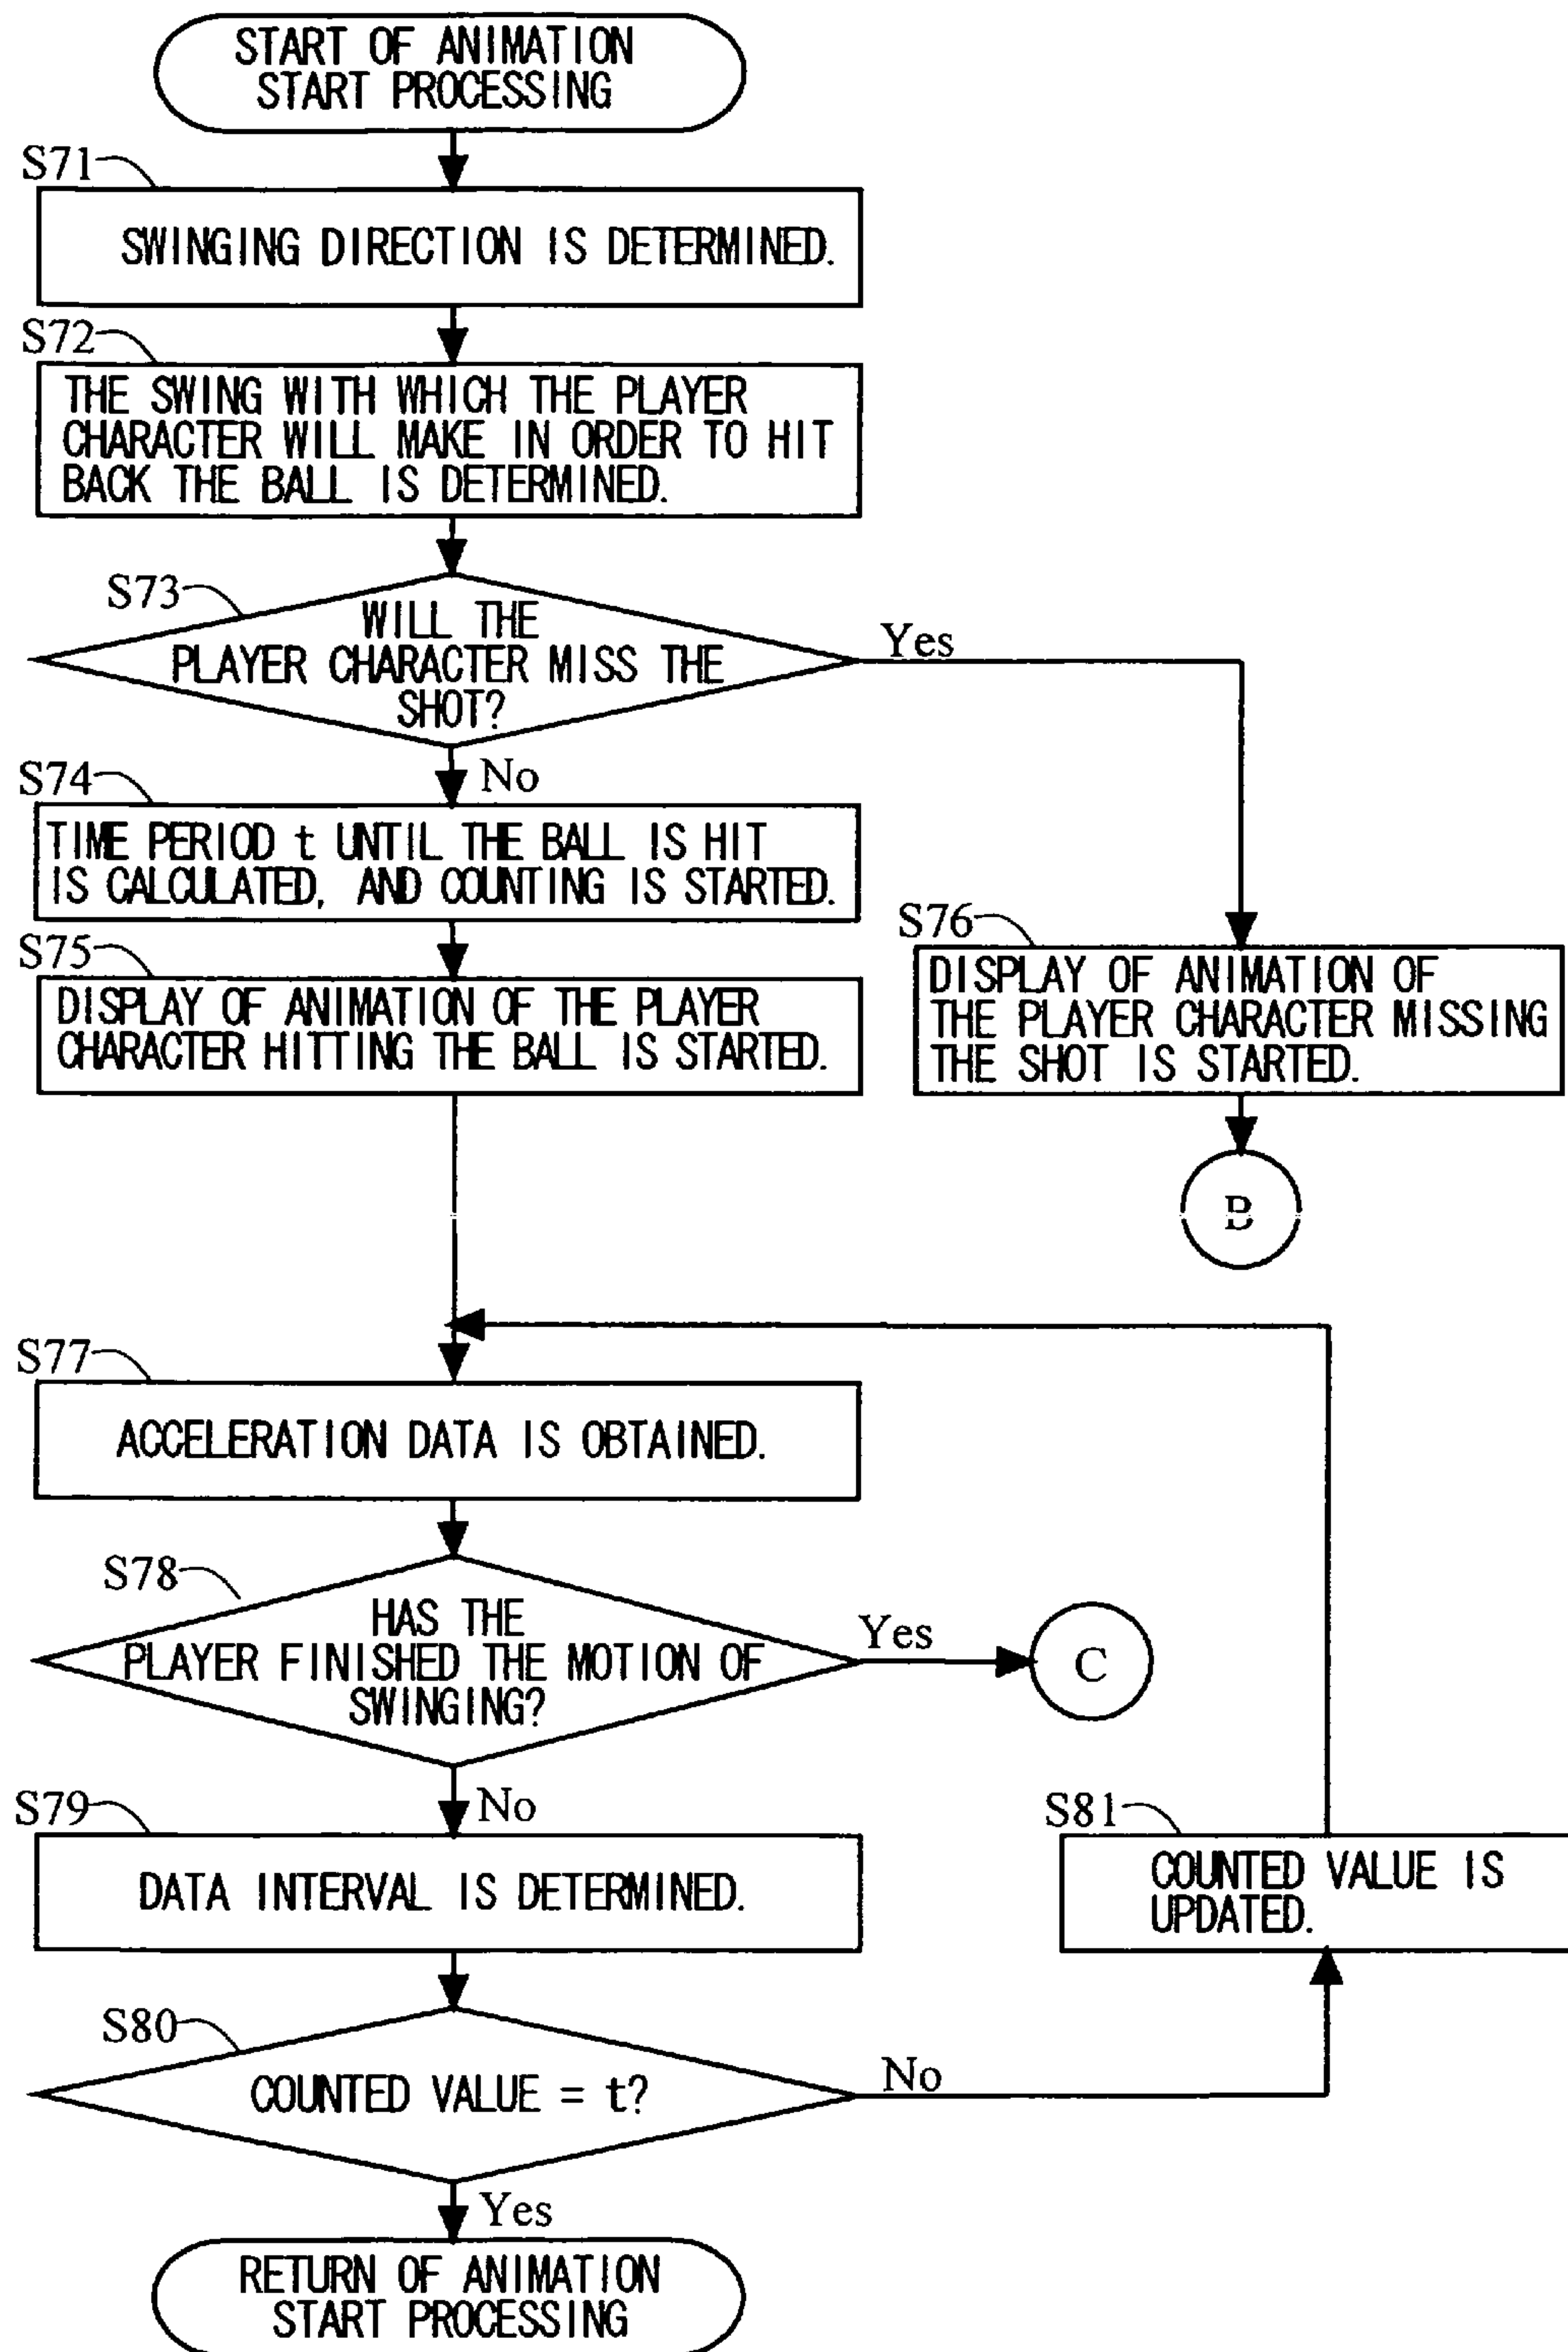 START OF ANIMATION
START PROCESSING
S71
SWINGING DIRECTION IS DETERMINED.
S72
THE SWING WITH WHICH THE PLAYER
CHARACTER WILL MAKE IN ORDER TO HIT
BACK THE BALL IS DETERMINED.
S73
WILL THE
PLAYER CHARACTER MISS THE
SHOT?
Yes
No
S74
TIME PERIOD t UNTIL THE BALL IS HIT
IS CALCULATED, AND COUNTING IS STARTED.
S75
DISPLAY OF ANIMATION OF THE PLAYER
CHARACTER HITTING THE BALL IS STARTED.
S76
DISPLAY OF ANIMATION OF
THE PLAYER CHARACTER MISSING
THE SHOT IS STARTED.
B
S77
ACCELERATION DATA IS OBTAINED.
S78
HAS THE
PLAYER FINISHED THE MOTION OF
SWINGING?
Yes
C
No
S79
DATA INTERVAL IS DETERMINED.
S81
COUNTED VALUE IS
UPDATED.
S80
COUNTED VALUE = t?
No
Yes
RETURN OF ANIMATION
START PROCESSING